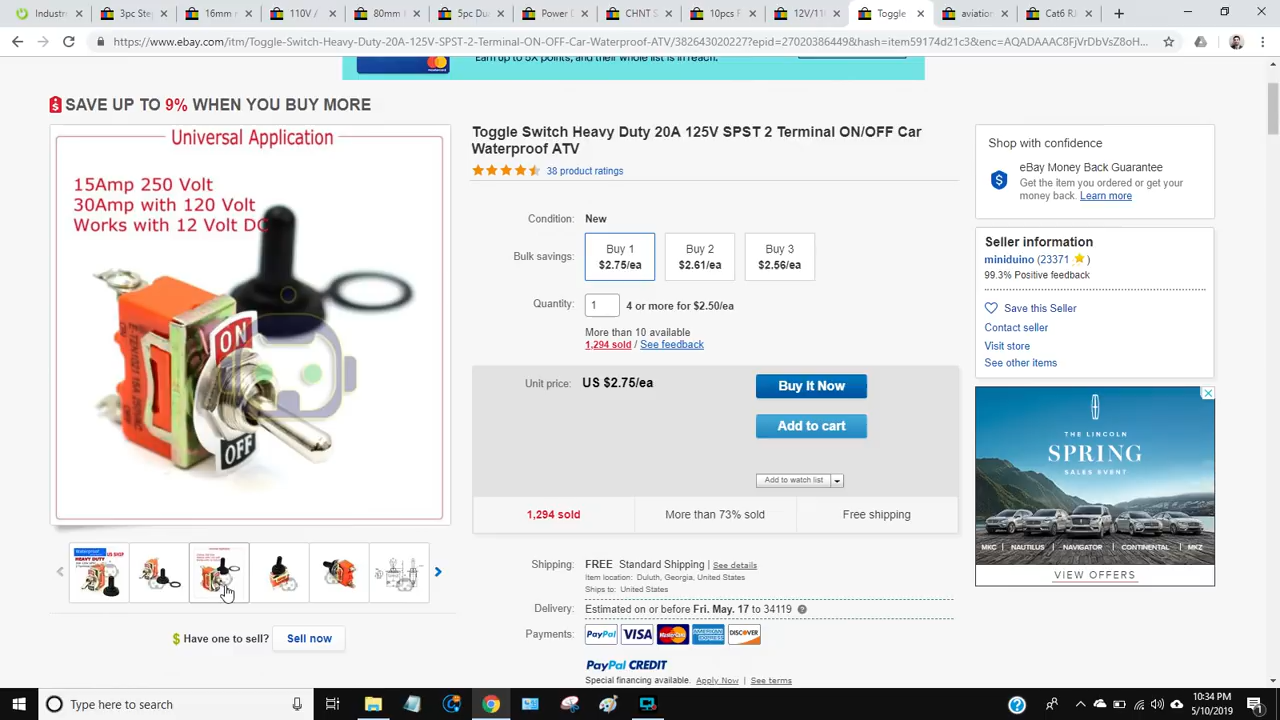 Industri
3pc Ste
16mm
110V /
80mm
5pc Du
Power
CHNT S
10pcs F
12V/11
Toggle
aviation
Cat6 R
https://www.ebay.com/itm/Toggle-Switch-Heavy-Duty-20A-125V-SPST-2-Terminal-ON-OFF-Car-Waterproof-ATV/382643020227?epid=27020386449&hash=item59174d21c3&enc=AQADAAAC8FjVrDbVsZ8oH...
Earn up to 5X points, and their whole list is in reach.
SAVE UP TO 9% WHEN YOU BUY MORE
Universal Application
15Amp 250 Volt
30Amp with 120 Volt
Works with 12 Volt DC
ON
OFF
Toggle Switch Heavy Duty 20A 125V SPST 2 Terminal ON/OFF Car
Waterproof ATV
38 product ratings
Condition: New
Bulk savings:
Buy 1
$2.75/ea
Buy 2
$2.61/ea
Buy 3
$2.56/ea
Quantity: 1 4 or more for $2.50/ea
More than 10 available
1,294 sold / See feedback
Unit price: US $2.75/ea
Buy It Now
Add to cart
Add to watch list
1,294 sold
More than 73% sold
Free shipping
Shipping: FREE Standard Shipping | See details
Item location: Duluth, Georgia, United States
Ships to: United States
Delivery: Estimated on or before Fri. May. 17 to 34119
Payments: PayPal VISA MasterCard AMERICAN EXPRESS DISCOVER
PayPal CREDIT
Special financing available. Apply Now | See terms
Shop with confidence
eBay Money Back Guarantee
Get the item you ordered or get your
money back. Learn more
Seller information
miniduino (23371 )
99.3% Positive feedback
Save this Seller
Contact seller
Visit store
See other items
THE LINCOLN
SPRING
SALES EVENT
MKC | NAUTILUS | NAVIGATOR | CONTINENTAL | MKZ
VIEW OFFERS
Waterproof
HEAVY
DUTY
$ Have one to sell? Sell now
Type here to search
10:34 PM
5/10/2019